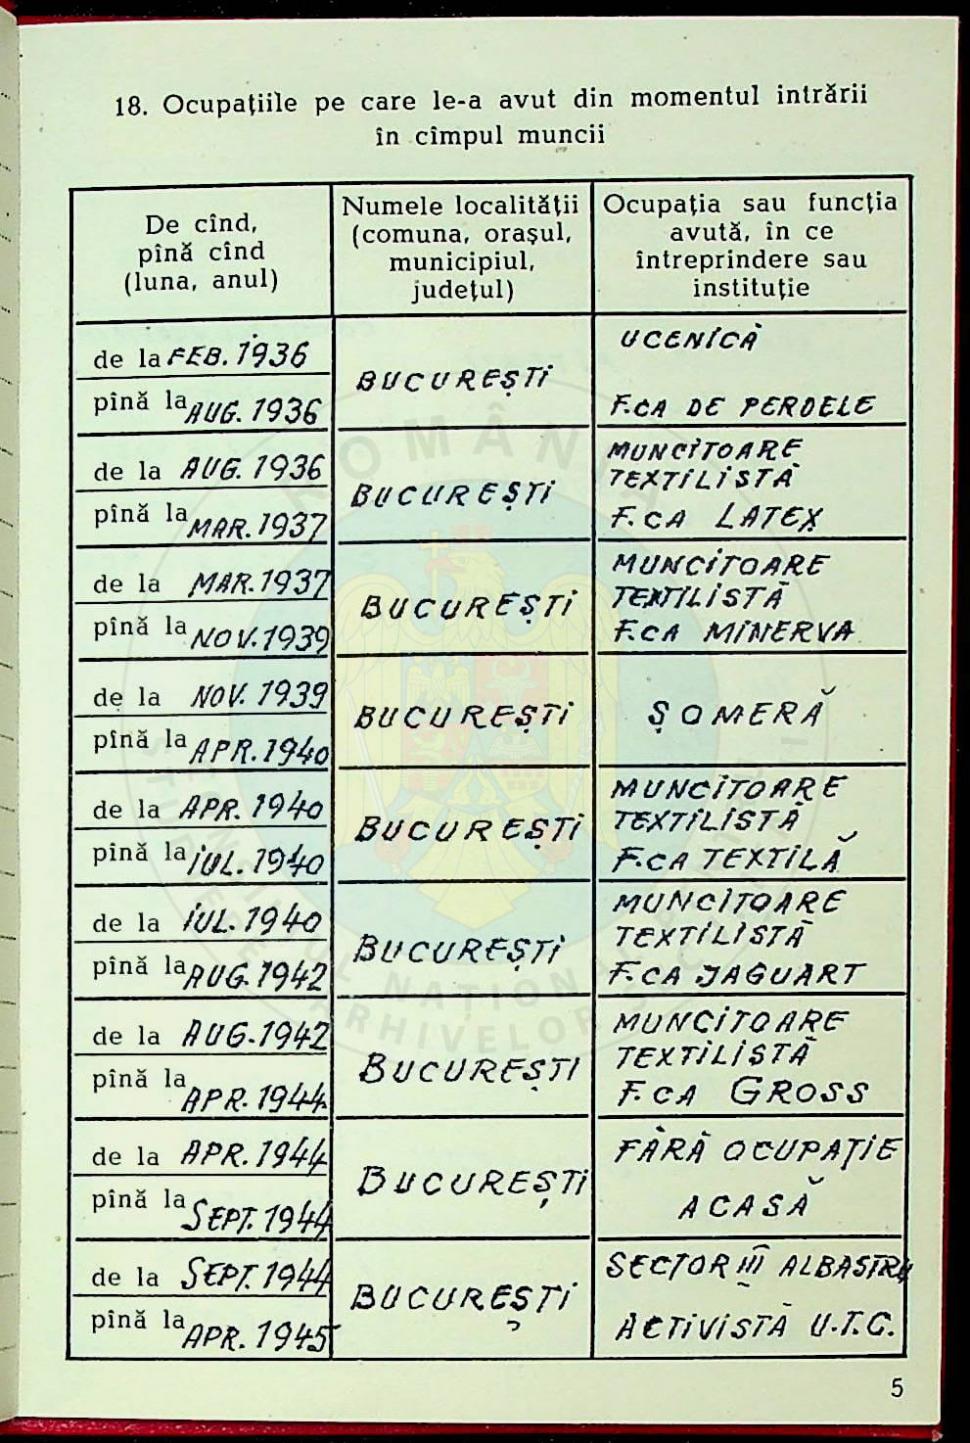 18. Ocupațiile pe care le-a avut din momentul intrării
în cîmpul muncii
De cînd,
pînă cînd
(luna, anul)
Numele localității
(comuna, orașul,
municipiul,
județul)
Ocupația sau funcția
avută, în ce
întreprindere sau
instituție
de la FEB. 1936
pînă la AUG. 1936
BUCUREȘTI
UCENICĂ
F.CA DE PERDELE
de la AUG. 1936
pînă la MAR. 1937
BUCUREȘTI
MUNCITOARE
TEXTILISTĂ
F.CA LATEX
de la MAR. 1937
pînă la NOV. 1939
BUCUREȘTI
MUNCITOARE
TEXTILISTĂ
F.CA MINERVA
de la NOV. 1939
pînă la APR. 1940
BUCUREȘTI
ȘOMERĂ
de la APR. 1940
pînă la IUL. 1940
BUCUREȘTI
MUNCITOARE
TEXTILISTĂ
F.CA TEXTILĂ
de la IUL. 1940
pînă la AUG. 1942
BUCUREȘTI
MUNCITOARE
TEXTILISTĂ
F.CA JAGUART
de la AUG. 1942
pînă la APR. 1944
BUCUREȘTI
MUNCITOARE
TEXTILISTĂ
F.CA GROSS
de la APR. 1944
pînă la SEPT. 1944
BUCUREȘTI
FĂRĂ OCUPAȚIE
ACASĂ
de la SEPT. 1944
pînă la APR. 1945
BUCUREȘTI
SECTOR III ALBASTRU
ACTIVISTĂ U.T.C.
5
ROMÂNIA
CONSILIUL NAȚIONAL
ARHIVELOR